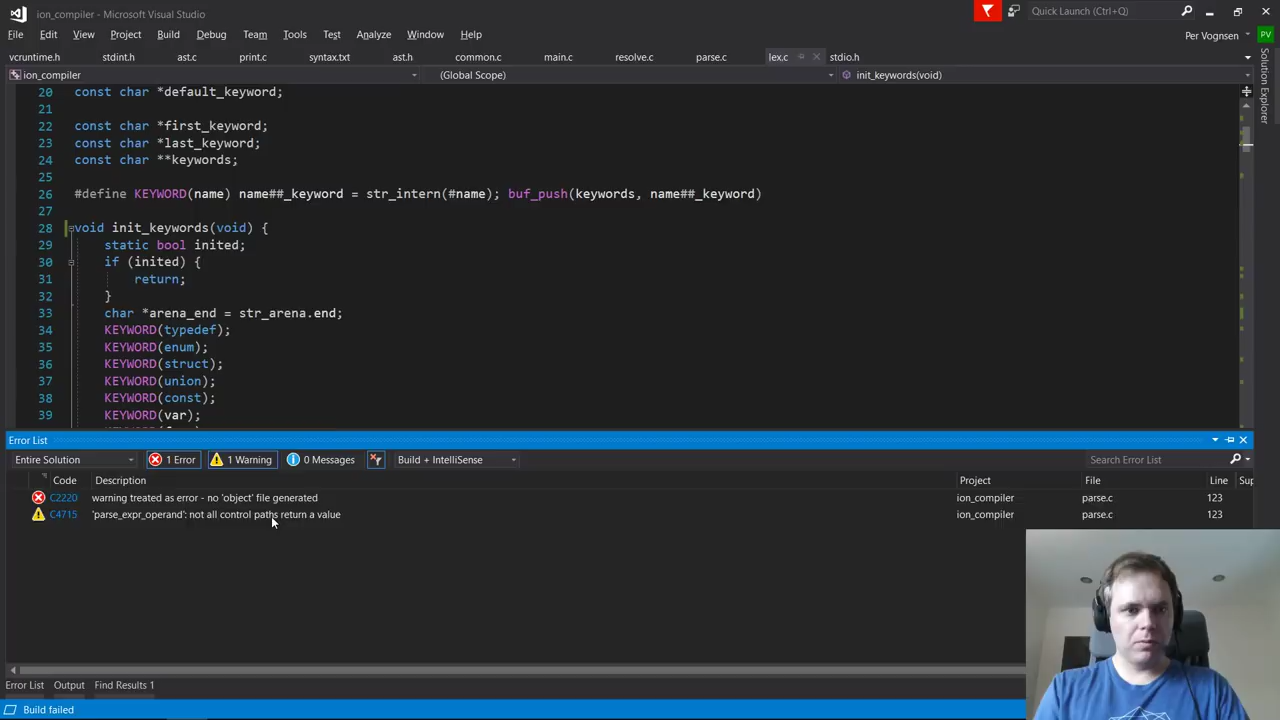 ion_compiler - Microsoft Visual Studio
Quick Launch (Ctrl+Q)
File Edit View Project Build Debug Team Tools Test Analyze Window Help
Per Vognsen PV
vcruntime.h stdint.h ast.c print.c syntax.txt ast.h common.c main.c resolve.c parse.c lex.c stdio.h
Solution Explorer
ion_compiler (Global Scope) init_keywords(void)
20 const char *default_keyword;
21
22 const char *first_keyword;
23 const char *last_keyword;
24 const char **keywords;
25
26 #define KEYWORD(name) name##_keyword = str_intern(#name); buf_push(keywords, name##_keyword)
27
28 void init_keywords(void) {
29 static bool inited;
30 if (inited) {
31 return;
32 }
33 char *arena_end = str_arena.end;
34 KEYWORD(typedef);
35 KEYWORD(enum);
36 KEYWORD(struct);
37 KEYWORD(union);
38 KEYWORD(const);
39 KEYWORD(var);
Error List
Entire Solution 1 Error 1 Warning 0 Messages Build + IntelliSense Search Error List
Code Description Project File Line Sup
C2220 warning treated as error - no 'object' file generated ion_compiler parse.c 123
C4715 'parse_expr_operand': not all control paths return a value ion_compiler parse.c 123
Error List Output Find Results 1
Build failed